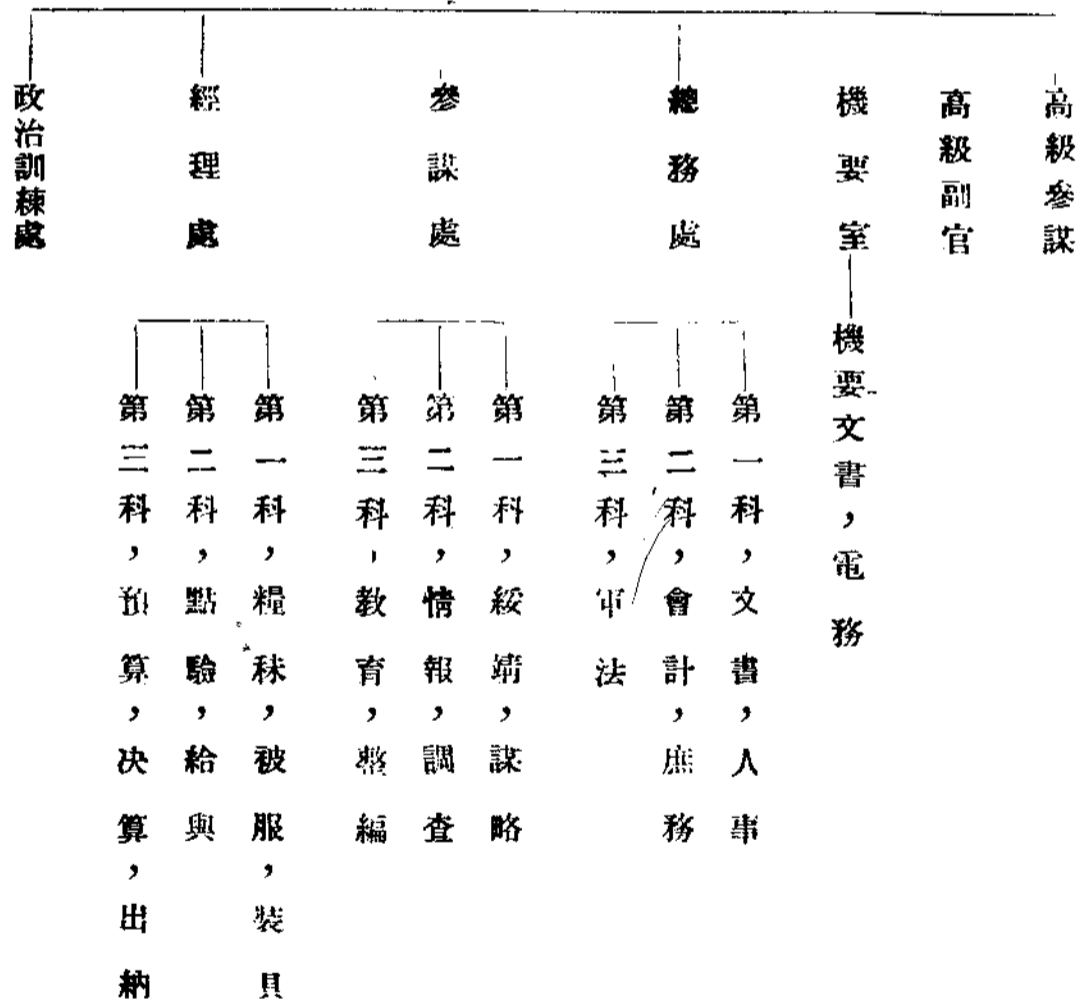 高級參謀
高級副官
機要室
機要文書，電務
總務處
第一科，文書，人事
第二科，會計，庶務
第三科，軍法
參謀處
第一科，綏靖，謀略
第二科，情報，調查
第三科，教育，整編
經理處
第一科，糧秣，被服，裝具
第二科，點驗，給與
第三科，預算，決算，出納
政治訓練處